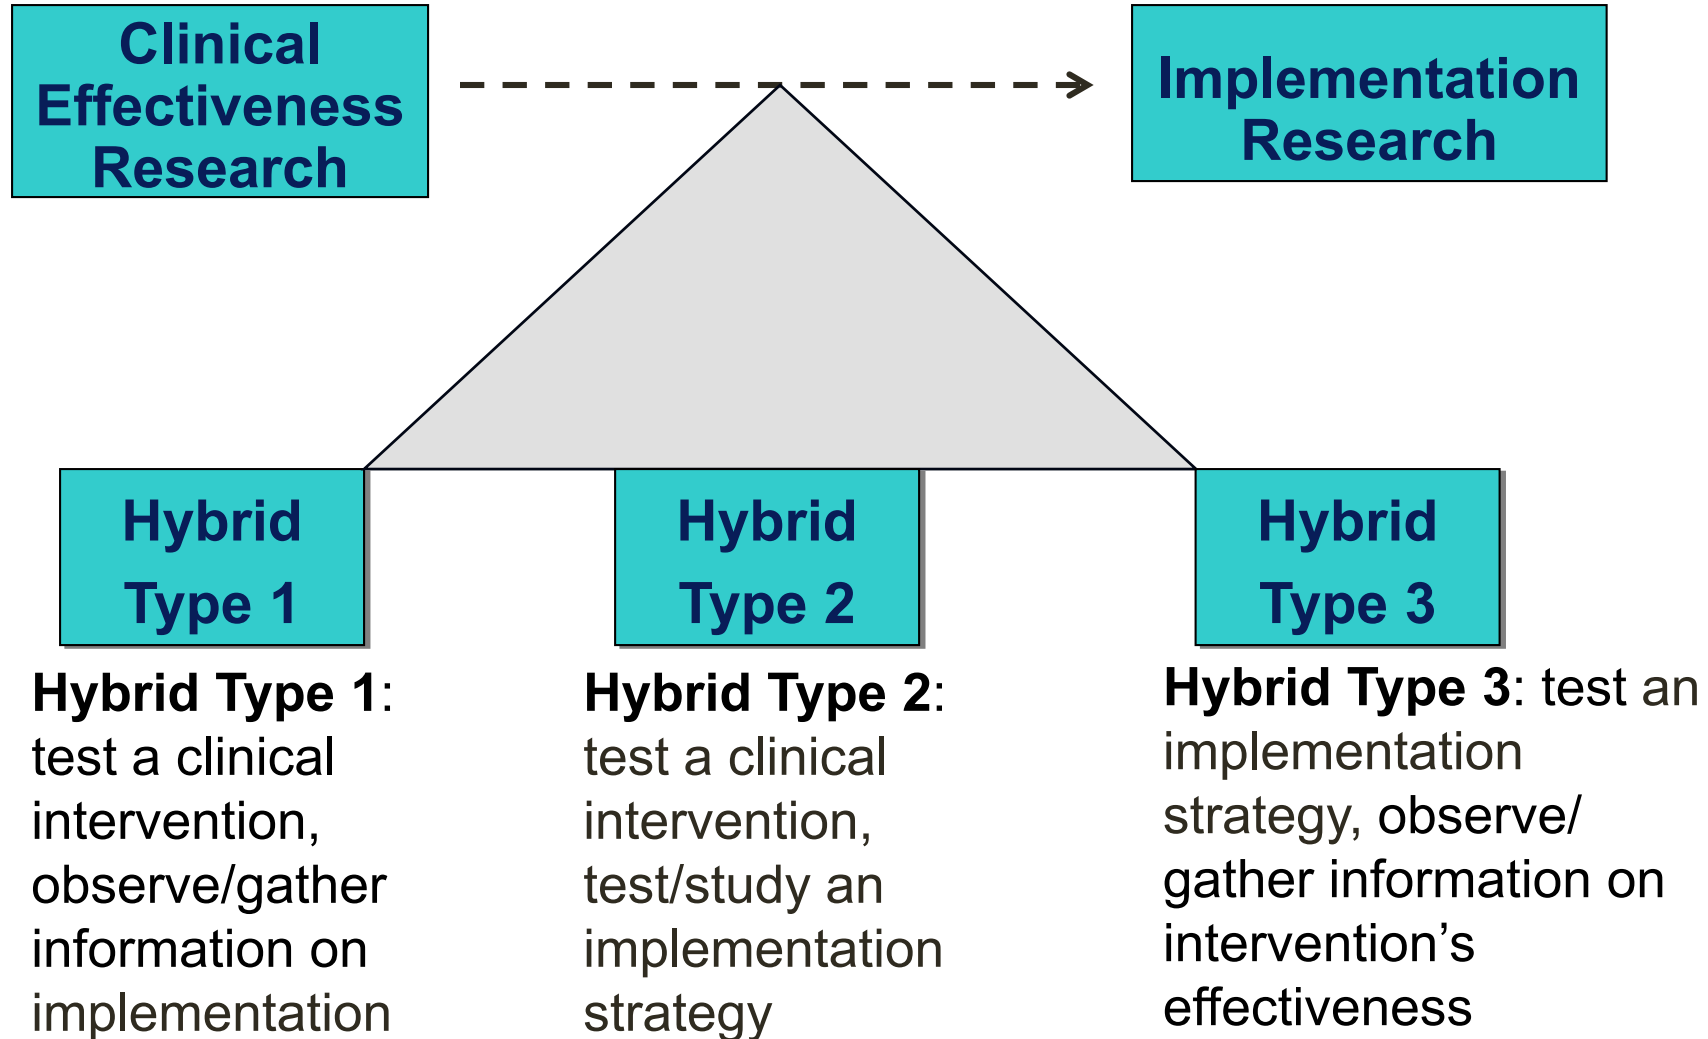 Clinical
Effectiveness
Research
Implementation
Research
Hybrid
Type 1
Hybrid
Type 2
Hybrid
Type 3
Hybrid Type 1:
test a clinical
intervention,
observe/gather
information on
implementation
Hybrid Type 2:
test a clinical
intervention,
test/study an
implementation
strategy
Hybrid Type 3: test an
implementation
strategy, observe/
gather information on
intervention’s
effectiveness